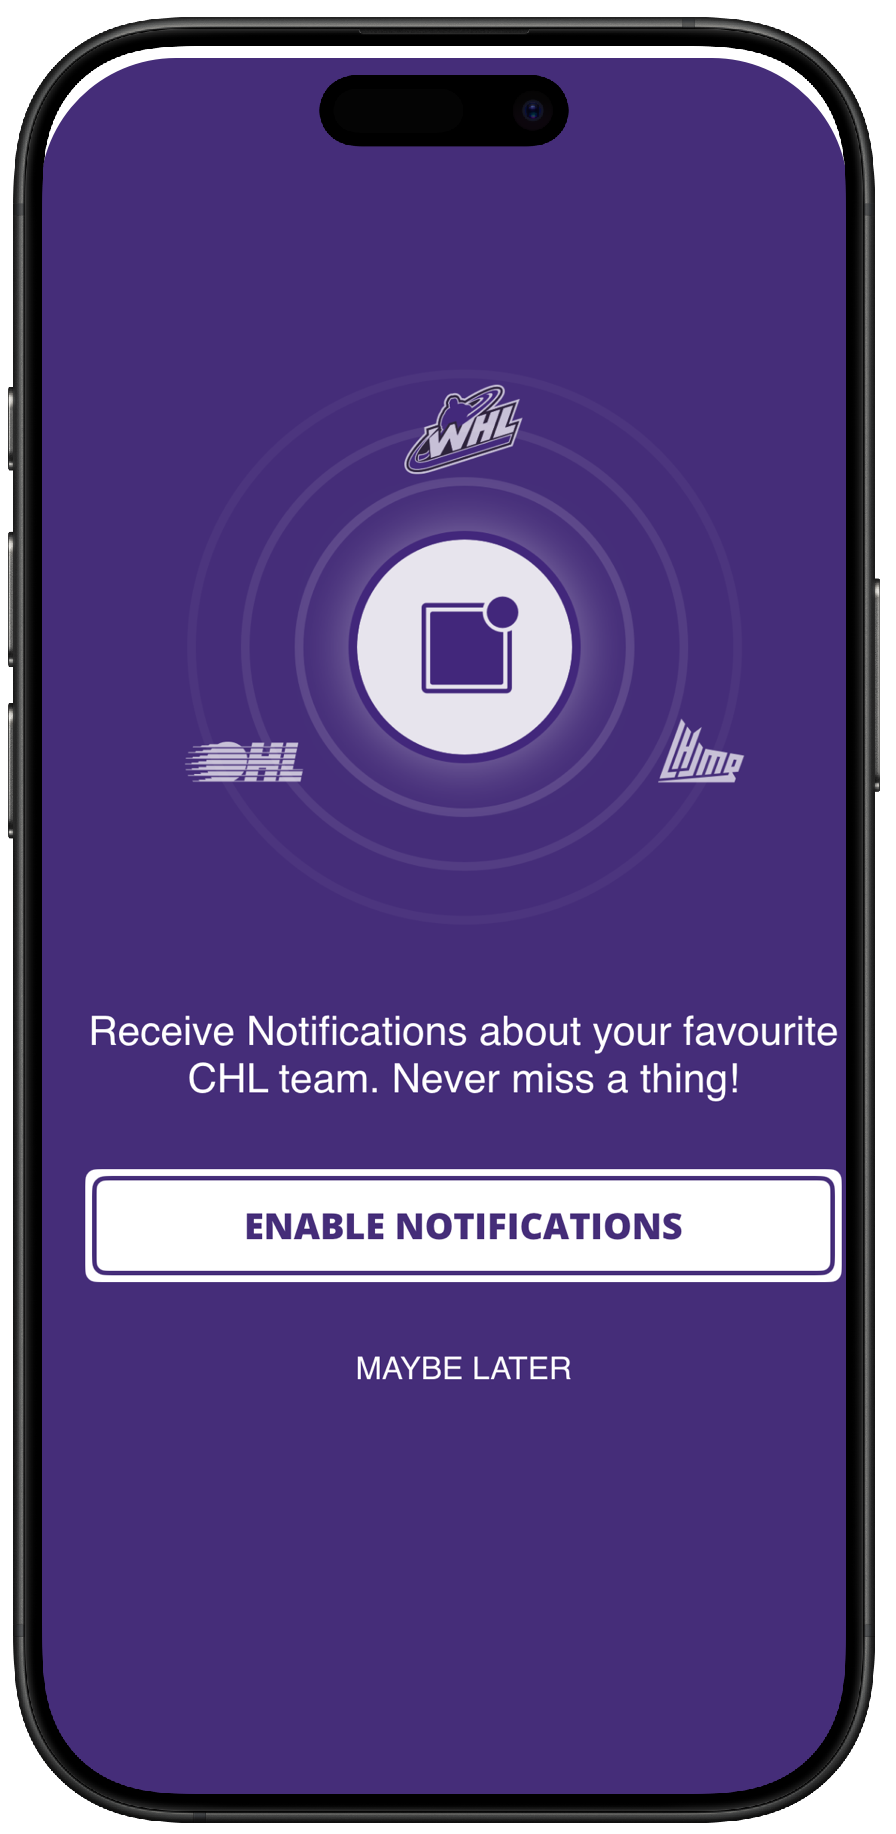 WHL
OHL
LHJMQ
Receive Notifications about your favourite
CHL team. Never miss a thing!
ENABLE NOTIFICATIONS
MAYBE LATER